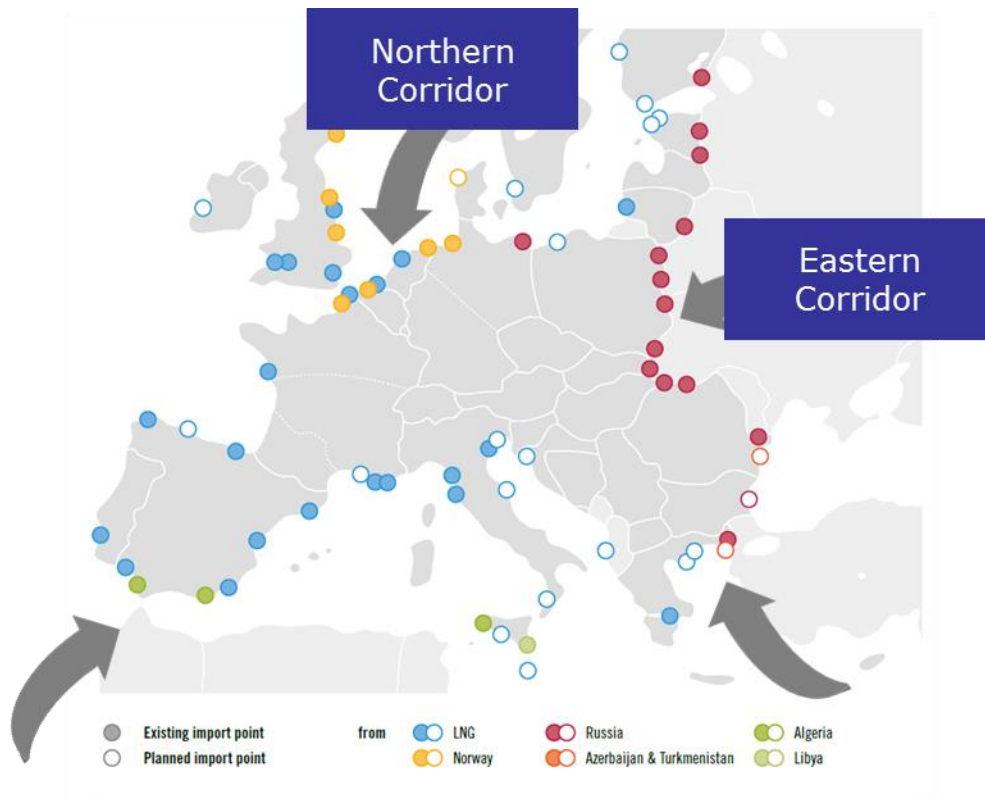 Northern
Corridor
Eastern
Corridor
Existing import point from LNG Russia Algeria
Planned import point Norway Azerbaijan & Turkmenistan Libya